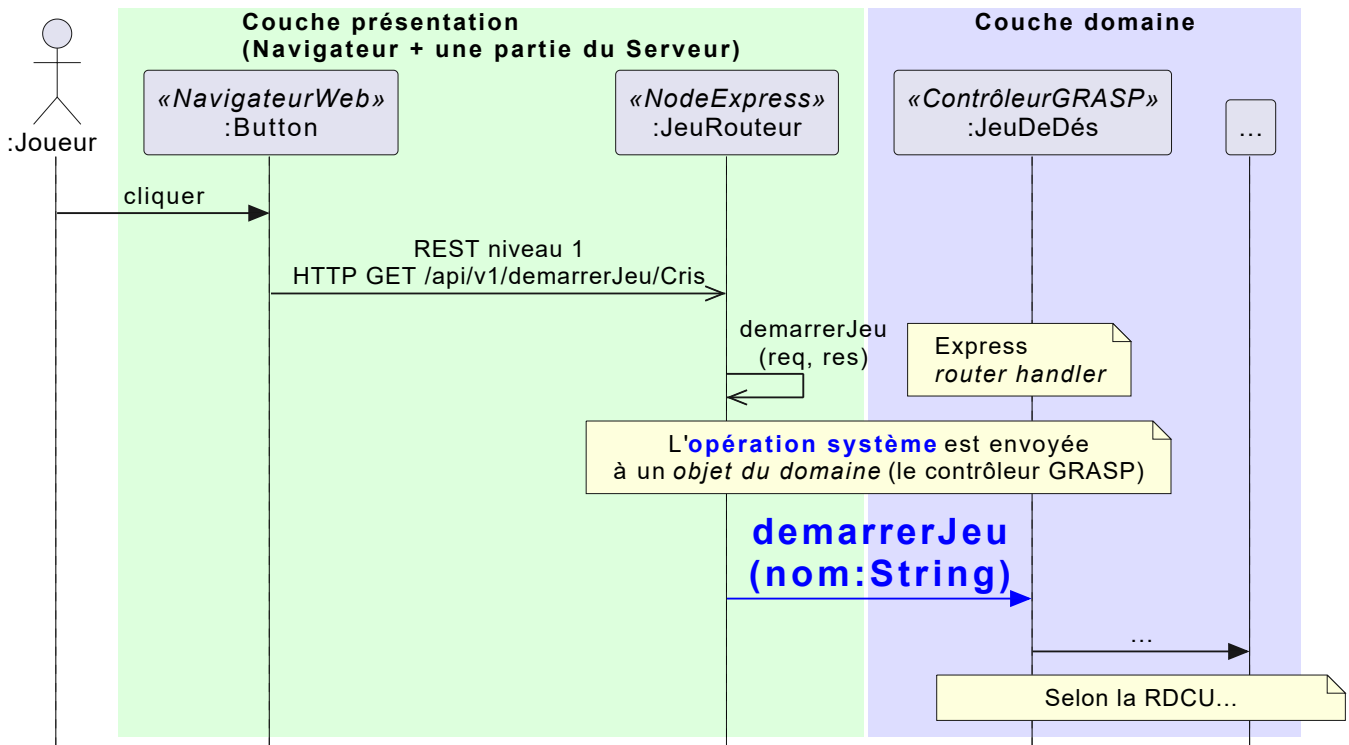 Couche présentation
(Navigateur + une partie du Serveur)
Couche domaine
:Joueur
«NavigateurWeb»
:Button
«NodeExpress»
:JeuRouteur
«ContrôleurGRASP»
:JeuDeDés
...
cliquer
REST niveau 1
HTTP GET /api/v1/demarrerJeu/Cris
demarrerJeu
(req, res)
Express
router handler
L'opération système est envoyée
à un objet du domaine (le contrôleur GRASP)
demarrerJeu
(nom:String)
...
Selon la RDCU...